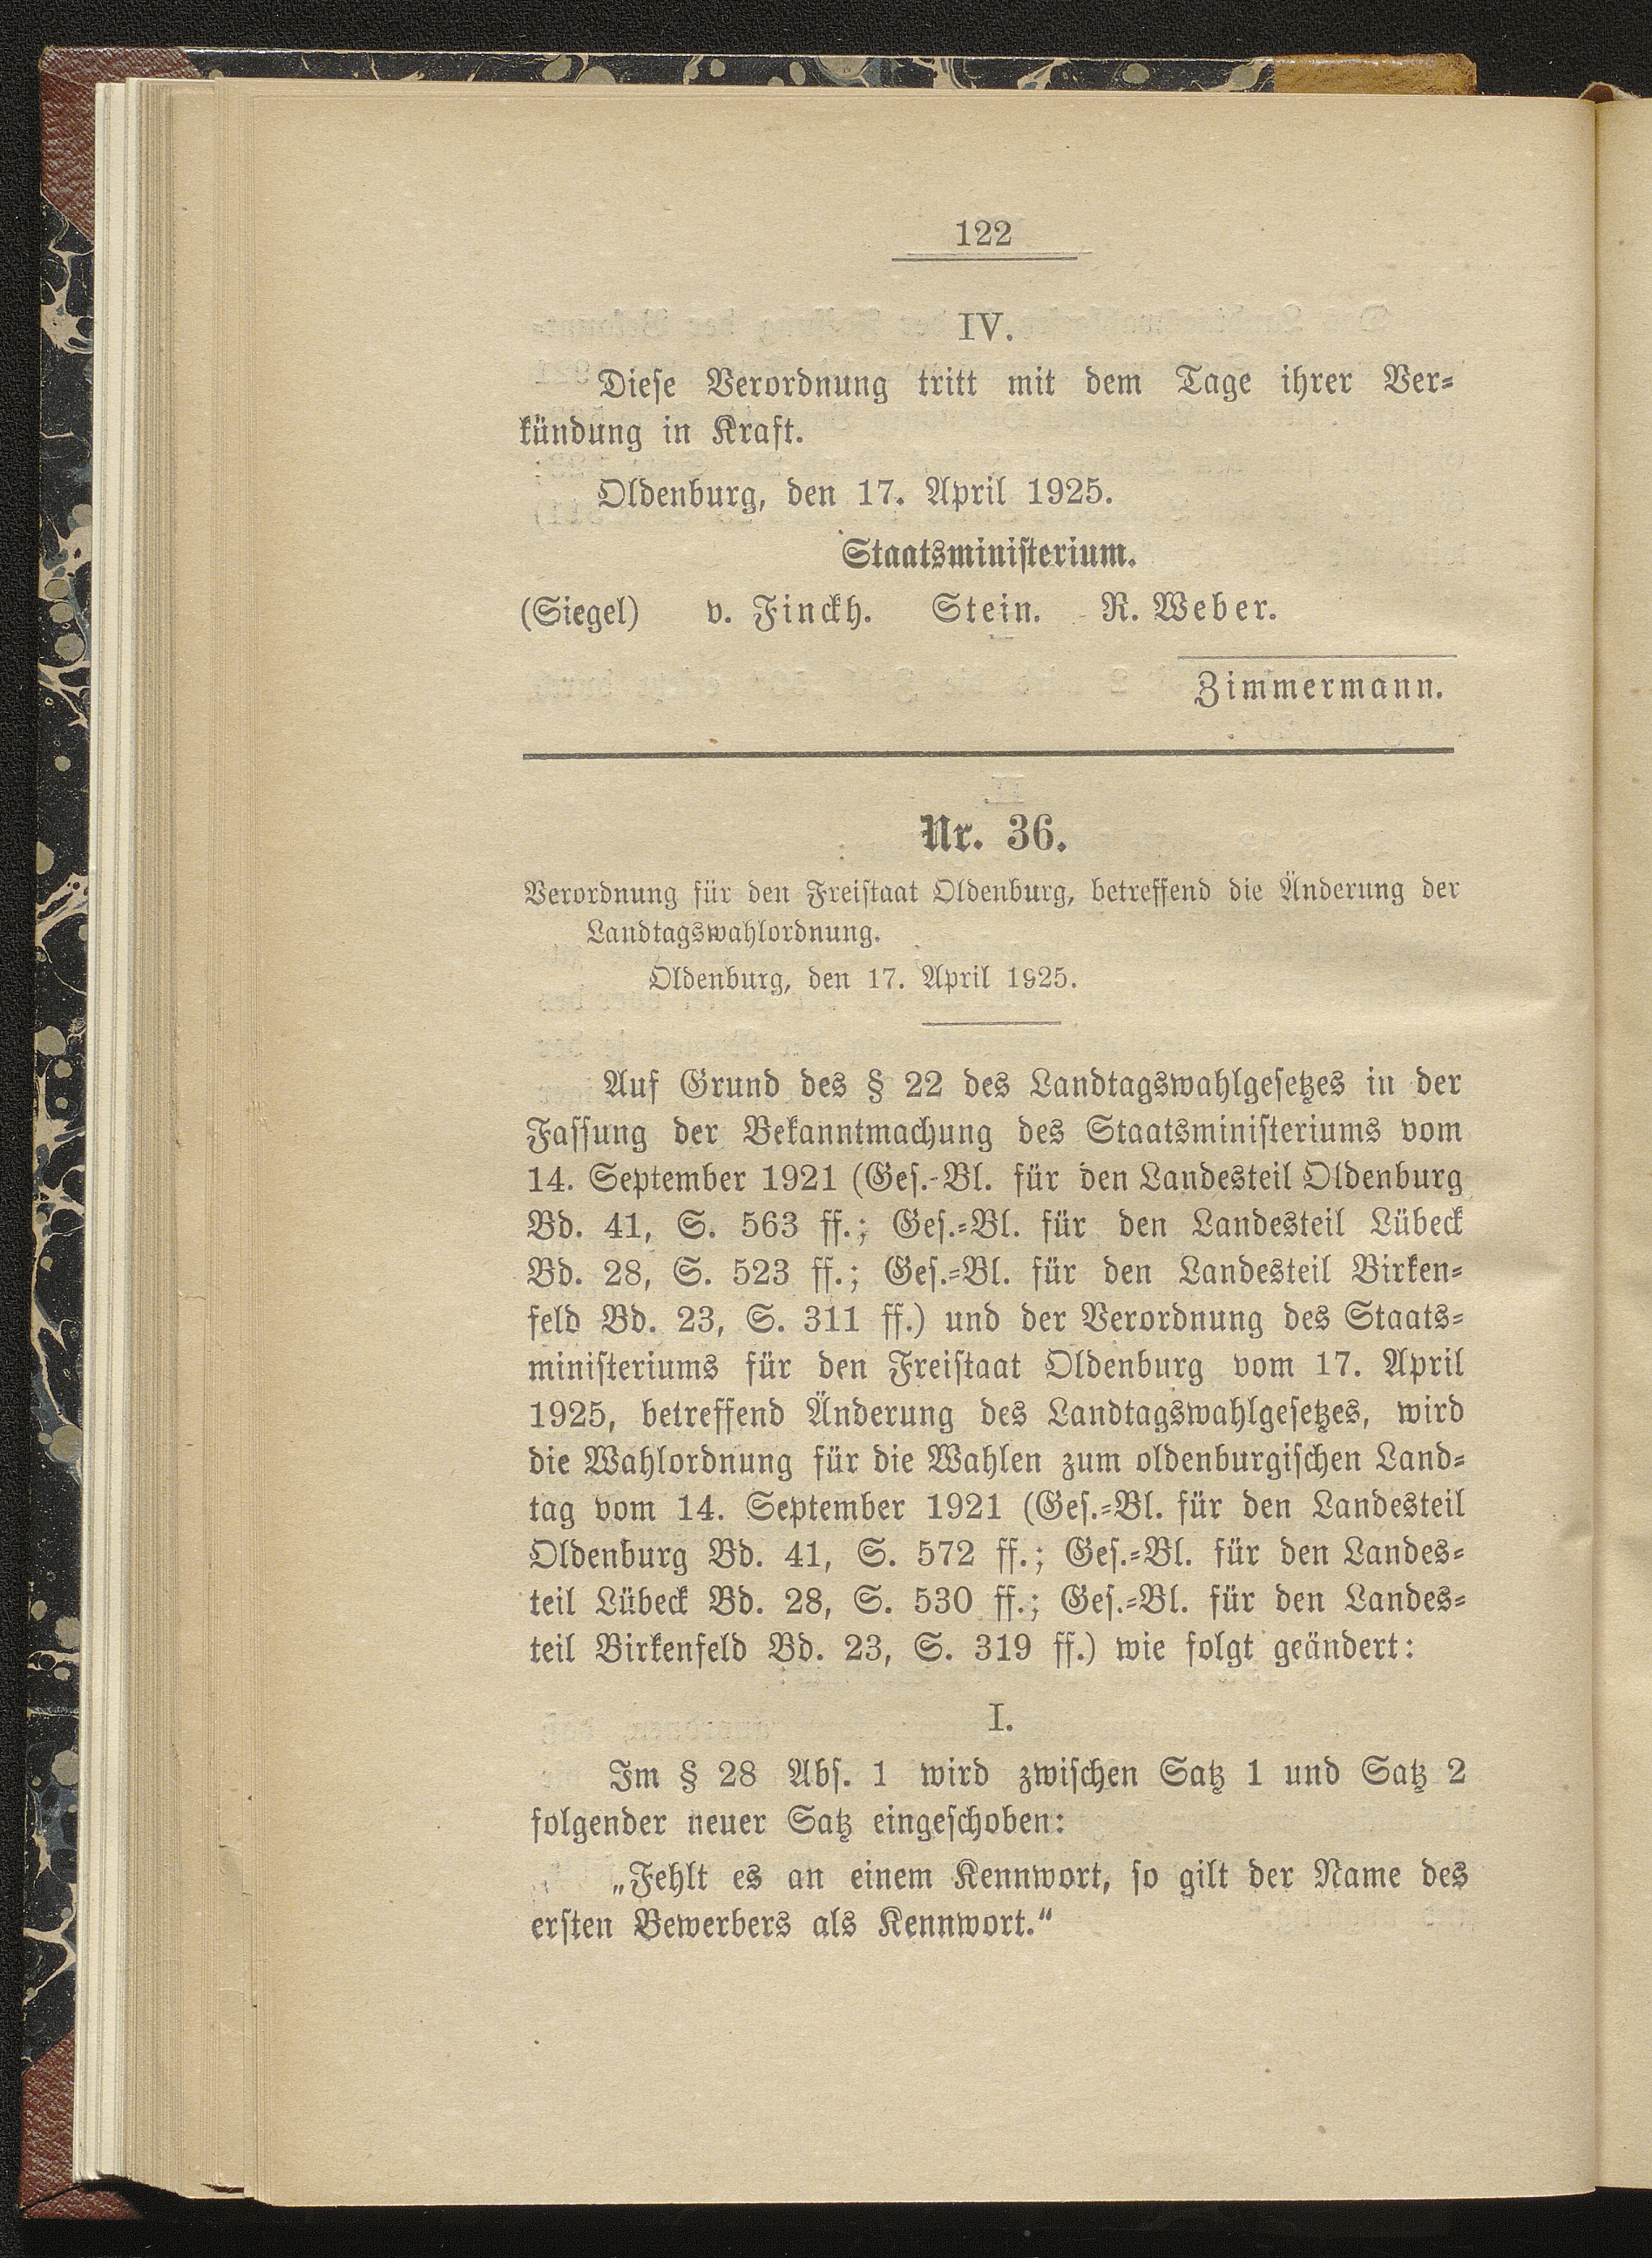 122
IV.
Diese Verordnung tritt mit dem Tage ihrer Ver-
kündung in Kraft.
Oldenburg, den 17. April 1925.
Staatsministerium.
(Siegel) v. Finckh. Stein. R. Weber.
Zimmermann.
Nr. 36.
Verordnung für den Freistaat Oldenburg, betreffend die Änderung der
Landtagswahlordnung.
Oldenburg, den 17. April 1925.
Auf Grund des § 22 des Landtagswahlgesetzes in der
Fassung der Bekanntmachung des Staatsministeriums vom
14. September 1921 (Ges.-Bl. für den Landesteil Oldenburg
Bd. 41, S. 563 ff.; Ges.-Bl. für den Landesteil Lübeck
Bd. 28, S. 523 ff.; Ges.-Bl. für den Landesteil Birken-
feld Bd. 23, S. 311 ff.) und der Verordnung des Staats-
ministeriums für den Freistaat Oldenburg vom 17. April
1925, betreffend Änderung des Landtagswahlgesetzes, wird
die Wahlordnung für die Wahlen zum oldenburgischen Land-
tag vom 14. September 1921 (Ges.-Bl. für den Landesteil
Oldenburg Bd. 41, S. 572 ff.; Ges.-Bl. für den Landes-
teil Lübeck Bd. 28, S. 530 ff.; Ges.-Bl. für den Landes-
teil Birkenfeld Bd. 23, S. 319 ff.) wie folgt geändert:
I.
Im § 28 Abs. 1 wird zwischen Satz 1 und Satz 2
folgender neuer Satz eingeschoben:
„Fehlt es an einem Kennwort, so gilt der Name des
ersten Bewerbers als Kennwort.“